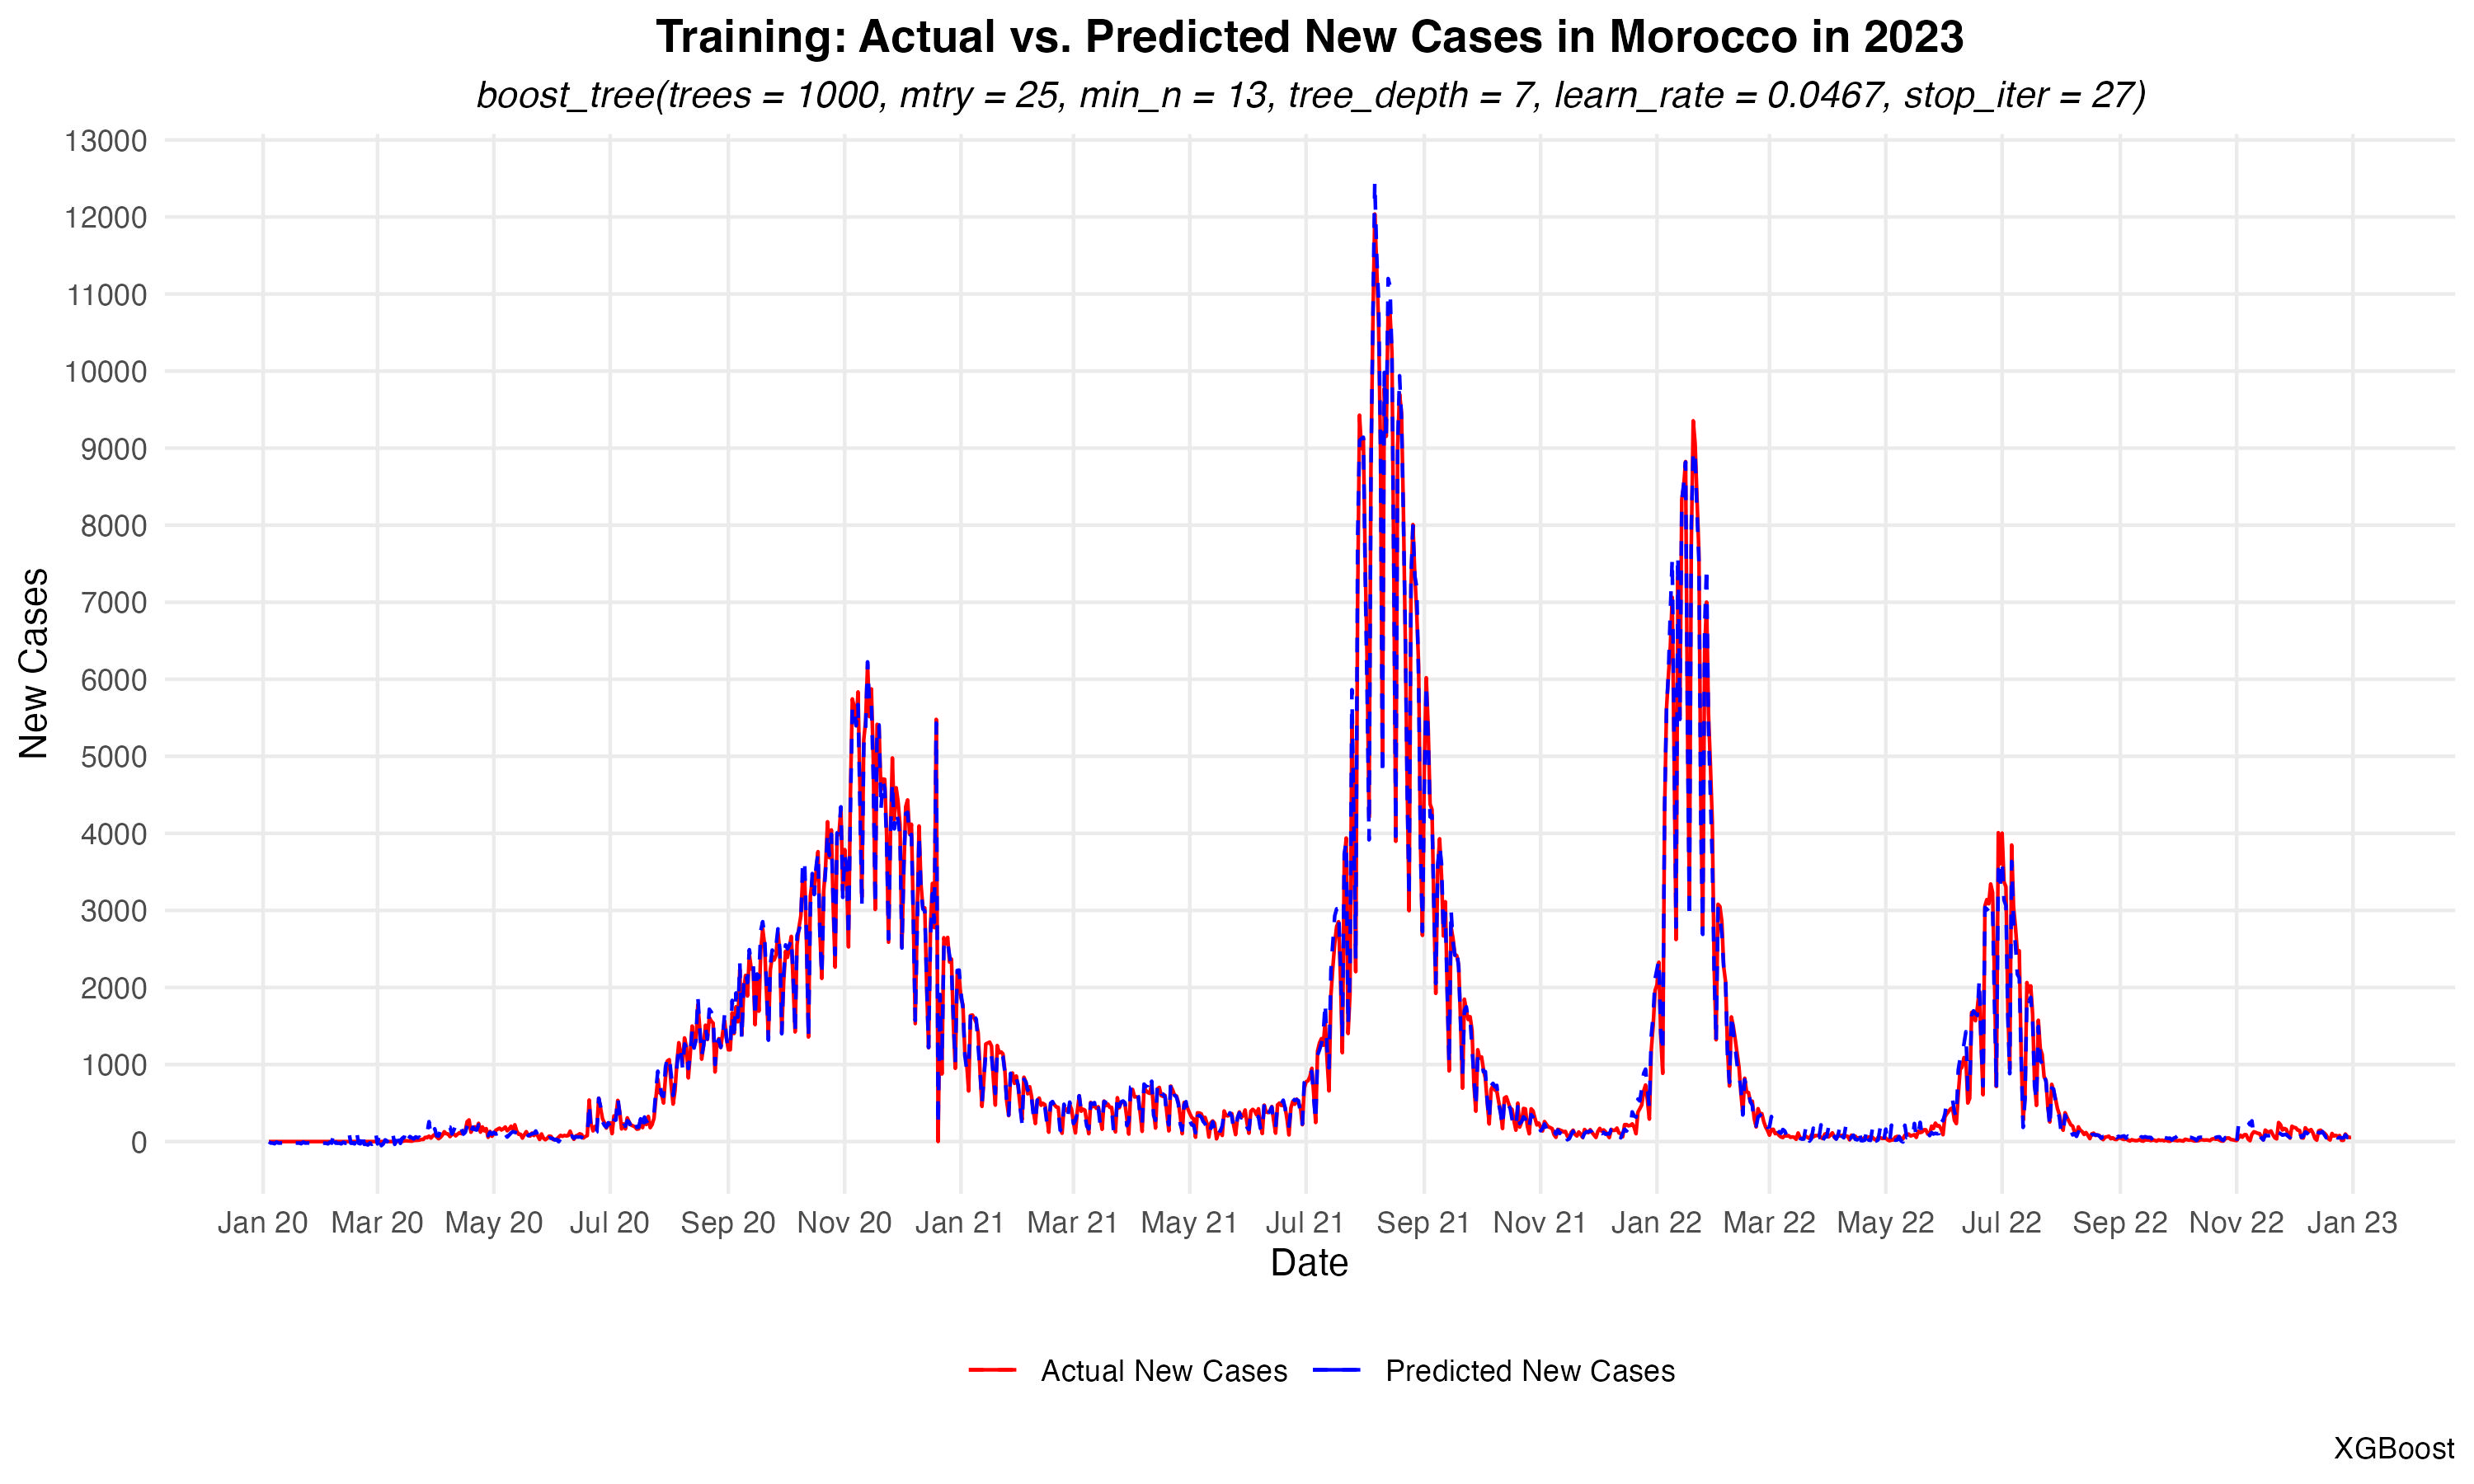 Training: Actual vs. Predicted New Cases in Morocco in 2023
boost_tree(trees = 1000, mtry = 25, min_n = 13, tree_depth = 7, learn_rate = 0.0467, stop_iter = 27)
13000
12000
11000
10000
9000
8000
7000
6000
5000
4000
3000
2000
1000
0
New Cases
Jan 20 Mar 20 May 20 Jul 20 Sep 20 Nov 20 Jan 21 Mar 21 May 21 Jul 21 Sep 21 Nov 21 Jan 22 Mar 22 May 22 Jul 22 Sep 22 Nov 22 Jan 23
Date
Actual New Cases Predicted New Cases
XGBoost